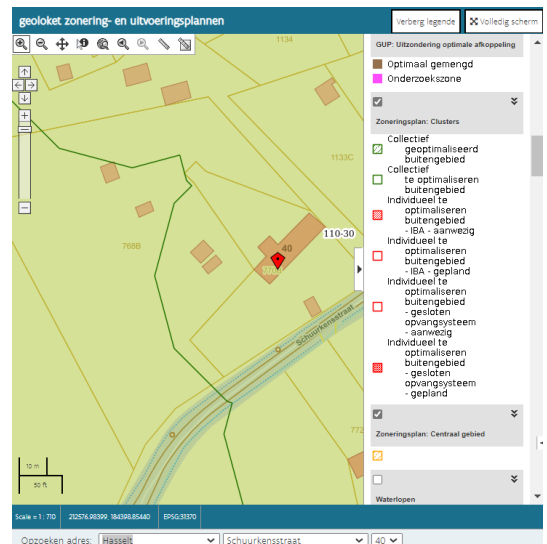 geoloket zonering- en uitvoeringsplannen
Verberg legende
Volledig scherm
1134
1133C
110-30
40
768B
Schuurkensstraat
772
10 m
50 ft
GUP: Uitzondering optimale afkoppeling
Optimaal gemengd
Onderzoekszone
Zoneringsplan: Clusters
Collectief
geoptimaliseerd
buitengebied
Collectief
te optimaliseren
buitengebied
Individueel te
optimaliseren
buitengebied
- IBA - aanwezig
Individueel te
optimaliseren
buitengebied
- IBA - gepland
Individueel te
optimaliseren
buitengebied
- gesloten
opvangsysteem
- aanwezig
Individueel te
optimaliseren
buitengebied
- gesloten
opvangsysteem
- gepland
Zoneringsplan: Centraal gebied
Waterlopen
Scale = 1 : 710
212576.98399, 184398.85440
EPSG:31370
Opzoeken adres: Hasselt Schuurkensstraat 40